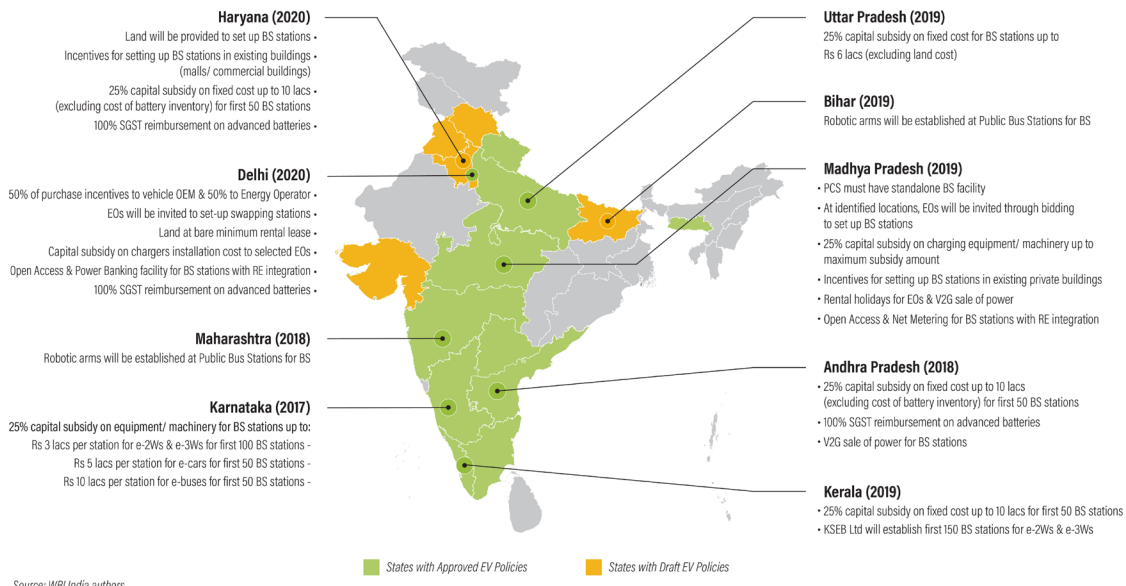 Haryana (2020)
Land will be provided to set up BS stations •
Incentives for setting up BS stations in existing buildings •
(malls/ commercial buildings)
25% capital subsidy on fixed cost up to 10 lacs •
(excluding cost of battery inventory) for first 50 BS stations
100% SGST reimbursement on advanced batteries •
Delhi (2020)
50% of purchase incentives to vehicle OEM & 50% to Energy Operator •
EOs will be invited to set-up swapping stations •
Land at bare minimum rental lease •
Capital subsidy on chargers installation cost to selected EOs •
Open Access & Power Banking facility for BS stations with RE integration •
100% SGST reimbursement on advanced batteries •
Maharashtra (2018)
Robotic arms will be established at Public Bus Stations for BS
Karnataka (2017)
25% capital subsidy on equipment/ machinery for BS stations up to:
Rs 3 lacs per station for e-2Ws & e-3Ws for first 100 BS stations -
Rs 5 lacs per station for e-cars for first 50 BS stations -
Rs 10 lacs per station for e-buses for first 50 BS stations -
Uttar Pradesh (2019)
25% capital subsidy on fixed cost for BS stations up to
Rs 6 lacs (excluding land cost)
Bihar (2019)
Robotic arms will be established at Public Bus Stations for BS
Madhya Pradesh (2019)
• PCS must have standalone BS facility
• At identified locations, EOs will be invited through bidding
to set up BS stations
• 25% capital subsidy on charging equipment/ machinery up to
maximum subsidy amount
• Incentives for setting up BS stations in existing private buildings
• Rental holidays for EOs & V2G sale of power
• Open Access & Net Metering for BS stations with RE integration
Andhra Pradesh (2018)
• 25% capital subsidy on fixed cost up to 10 lacs
(excluding cost of battery inventory) for first 50 BS stations
• 100% SGST reimbursement on advanced batteries
• V2G sale of power for BS stations
Kerala (2019)
• 25% capital subsidy on fixed cost up to 10 lacs for first 50 BS stations
• KSEB Ltd will establish first 150 BS stations for e-2Ws & e-3Ws
States with Approved EV Policies
States with Draft EV Policies
Source: WRI India authors